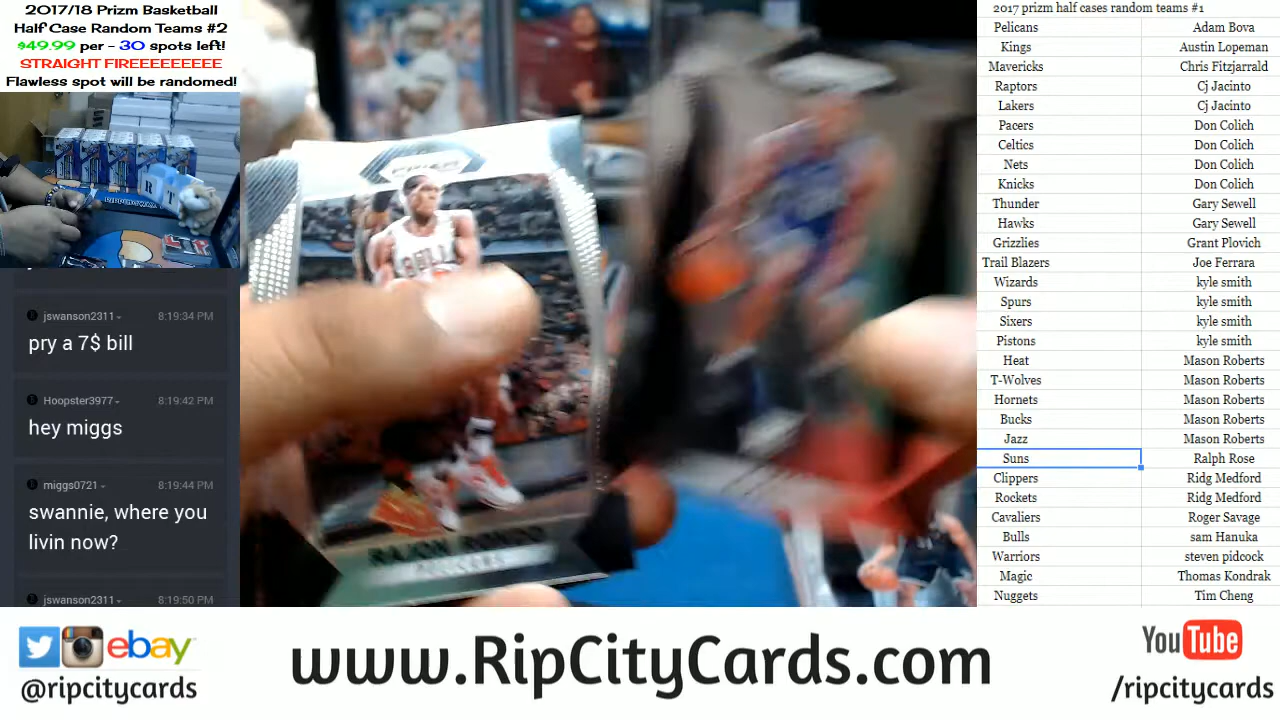 2017/18 Prizm Basketball
Half Case Random Teams #2
$49.99 per - 30 spots left!
STRAIGHT FIREEEEEEEEE
Flawless spot will be randomed!
jswanson2311
8:19:34 PM
pry a 7$ bill
Hoopster3977
8:19:42 PM
hey miggs
miggs0721
8:19:44 PM
swannie, where you
livin now?
jswanson2311
8:19:50 PM
PRIZM
BULLS
RAJON RONDO
2017 prizm half cases random teams #1
Pelicans Adam Bova
Kings Austin Lopeman
Mavericks Chris Fitzjarrald
Raptors Cj Jacinto
Lakers Cj Jacinto
Pacers Don Colich
Celtics Don Colich
Nets Don Colich
Knicks Don Colich
Thunder Gary Sewell
Hawks Gary Sewell
Grizzlies Grant Plovich
Trail Blazers Joe Ferrara
Wizards kyle smith
Spurs kyle smith
Sixers kyle smith
Pistons kyle smith
Heat Mason Roberts
T-Wolves Mason Roberts
Hornets Mason Roberts
Bucks Mason Roberts
Jazz Mason Roberts
Suns Ralph Rose
Clippers Ridg Medford
Rockets Ridg Medford
Cavaliers Roger Savage
Bulls sam Hanuka
Warriors steven pidcock
Magic Thomas Kondrak
Nuggets Tim Cheng
ebay
@ripcitycards
www.RipCityCards.com
YouTube
/ripcitycards